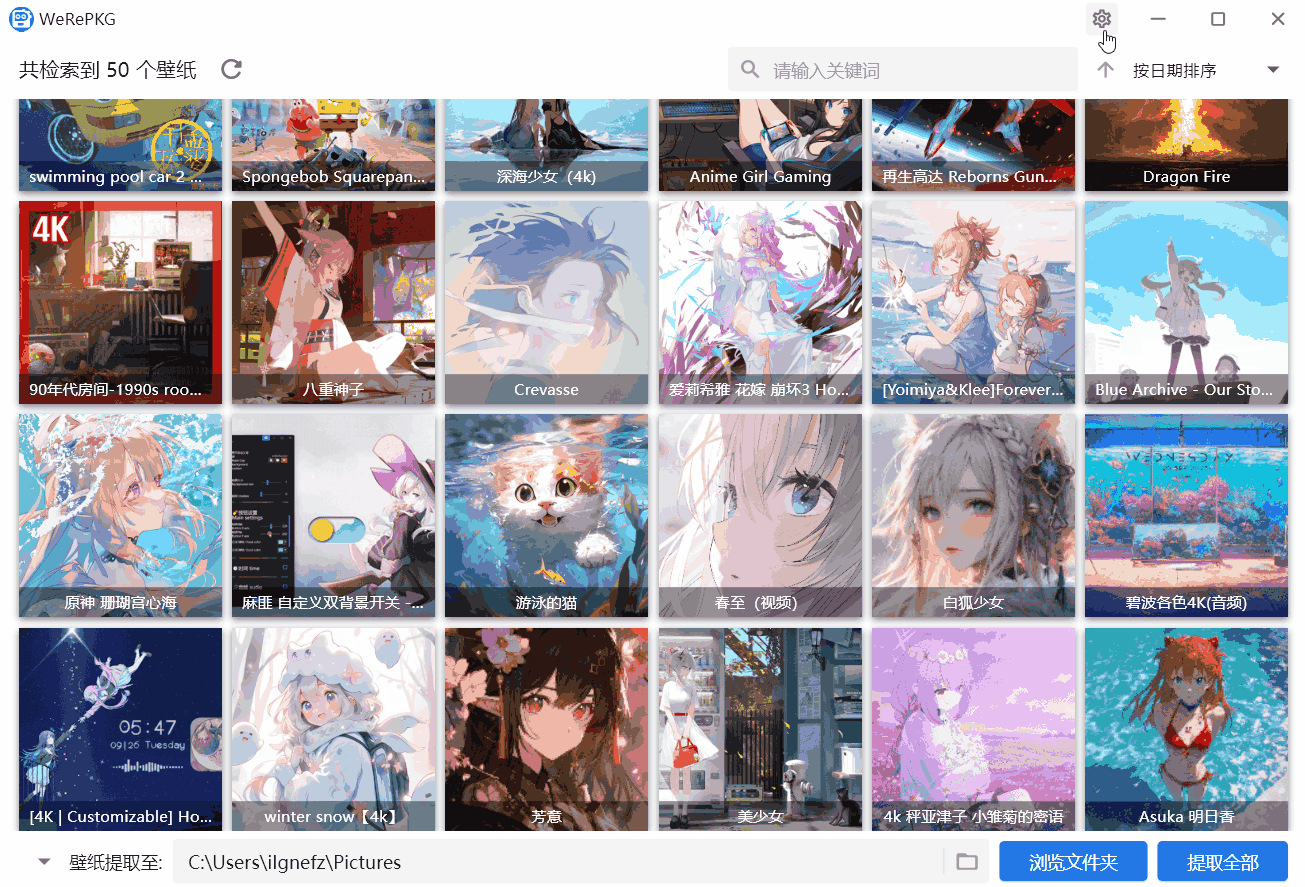 WeRePKG
共检索到 50 个壁纸
请输入关键词
按日期排序
swimming pool car 2 ...
Spongebob Squarepan...
深海少女（4k)
Anime Girl Gaming
再生高达 Reborns Gun...
Dragon Fire
4K
90年代房间-1990s roo...
八重神子
Crevasse
爱莉希雅 花嫁 崩坏3 Ho...
[Yoimiya&Klee]Forever...
Blue Archive - Our Sto...
原神 珊瑚宫心海
麻匪 自定义双背景开关 -...
游泳的猫
春至（视频)
白狐少女
WEDNESDAY
碧波各色4K(音频)
05:47
09|26 Tuesday
[4K | Customizable] Ho...
winter snow【4k】
芳意
美少女
4k 秤亚津子 小雏菊的密语
Asuka 明日香
壁纸提取至:
C:\Users\ilgnefz\Pictures
浏览文件夹
提取全部